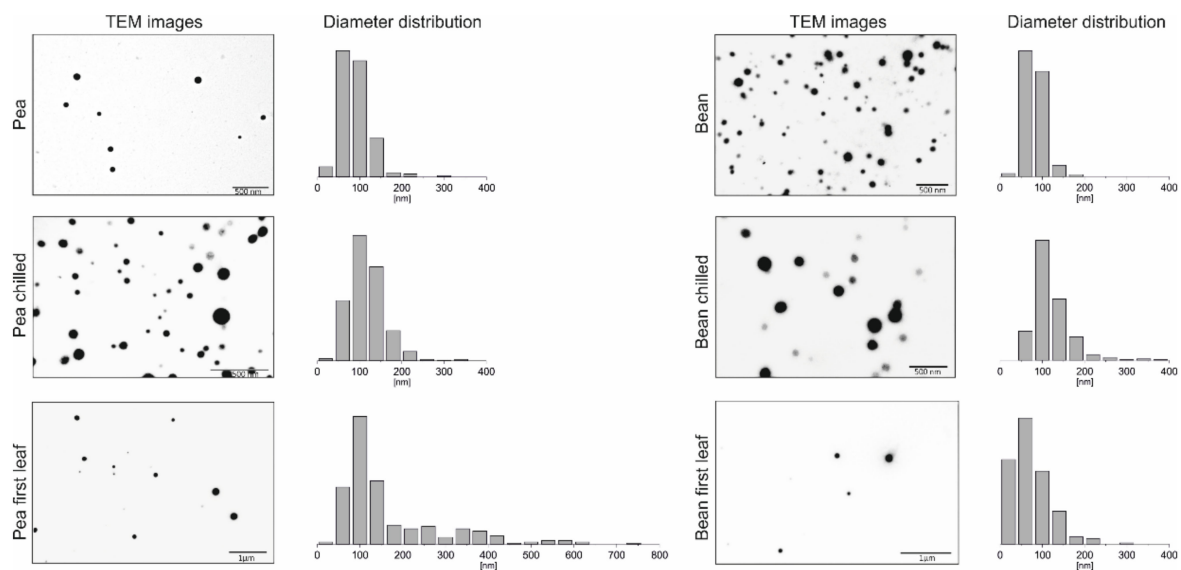 TEM images Diameter distribution TEM images Diameter distribution
Pea
500 nm
0 100 200 300 400
[nm]
Bean
500 nm
0 100 200 300 400
[nm]
Pea chilled
500 nm
0 100 200 300 400
[nm]
Bean chilled
500 nm
0 100 200 300 400
[nm]
Pea first leaf
1µm
0 100 200 300 400 500 600 700 800
[nm]
Bean first leaf
1µm
0 100 200 300 400
[nm]